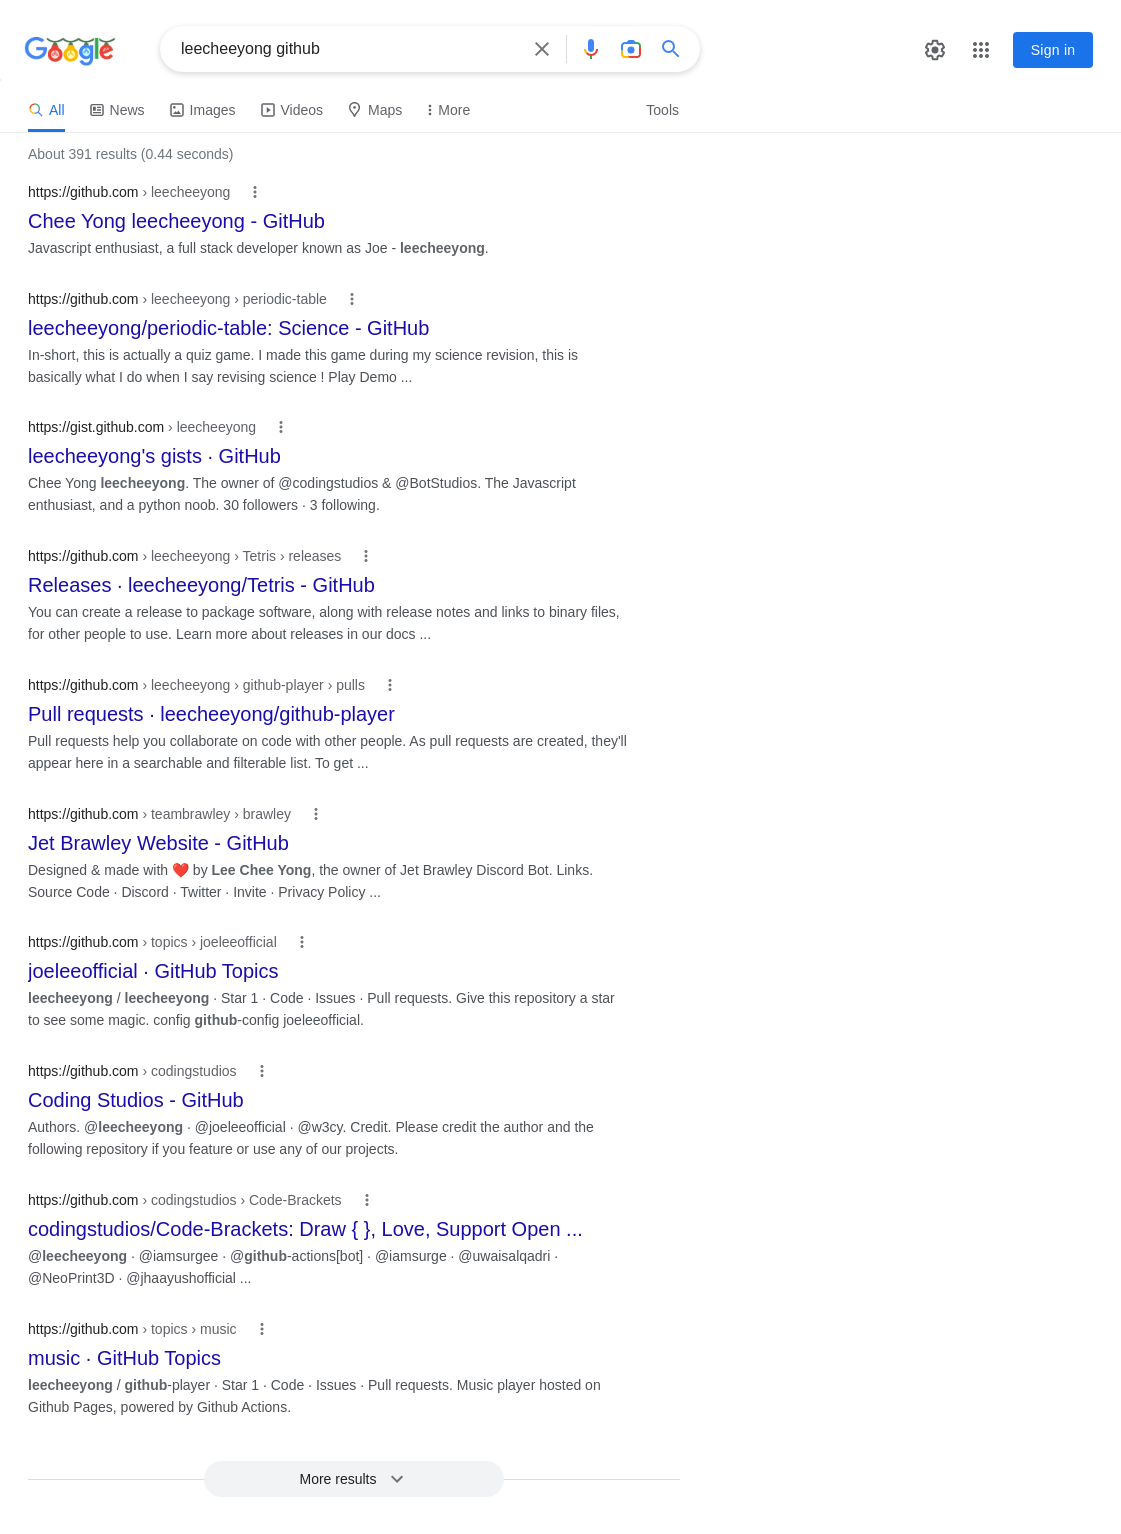 Google
leecheeyong github
Sign in
All News Images Videos Maps More Tools
About 391 results (0.44 seconds)
https://github.com › leecheeyong
Chee Yong leecheeyong - GitHub
Javascript enthusiast, a full stack developer known as Joe - leecheeyong.
https://github.com › leecheeyong › periodic-table
leecheeyong/periodic-table: Science - GitHub
In-short, this is actually a quiz game. I made this game during my science revision, this is
basically what I do when I say revising science ! Play Demo ...
https://gist.github.com › leecheeyong
leecheeyong's gists · GitHub
Chee Yong leecheeyong. The owner of @codingstudios & @BotStudios. The Javascript
enthusiast, and a python noob. 30 followers · 3 following.
https://github.com › leecheeyong › Tetris › releases
Releases · leecheeyong/Tetris - GitHub
You can create a release to package software, along with release notes and links to binary files,
for other people to use. Learn more about releases in our docs ...
https://github.com › leecheeyong › github-player › pulls
Pull requests · leecheeyong/github-player
Pull requests help you collaborate on code with other people. As pull requests are created, they'll
appear here in a searchable and filterable list. To get ...
https://github.com › teambrawley › brawley
Jet Brawley Website - GitHub
Designed & made with ❤️ by Lee Chee Yong, the owner of Jet Brawley Discord Bot. Links.
Source Code · Discord · Twitter · Invite · Privacy Policy ...
https://github.com › topics › joeleeofficial
joeleeofficial · GitHub Topics
leecheeyong / leecheeyong · Star 1 · Code · Issues · Pull requests. Give this repository a star
to see some magic. config github-config joeleeofficial.
https://github.com › codingstudios
Coding Studios - GitHub
Authors. @leecheeyong · @joeleeofficial · @w3cy. Credit. Please credit the author and the
following repository if you feature or use any of our projects.
https://github.com › codingstudios › Code-Brackets
codingstudios/Code-Brackets: Draw { }, Love, Support Open ...
@leecheeyong · @iamsurgee · @github-actions[bot] · @iamsurge · @uwaisalqadri ·
@NeoPrint3D · @jhaayushofficial ...
https://github.com › topics › music
music · GitHub Topics
leecheeyong / github-player · Star 1 · Code · Issues · Pull requests. Music player hosted on
Github Pages, powered by Github Actions.
More results